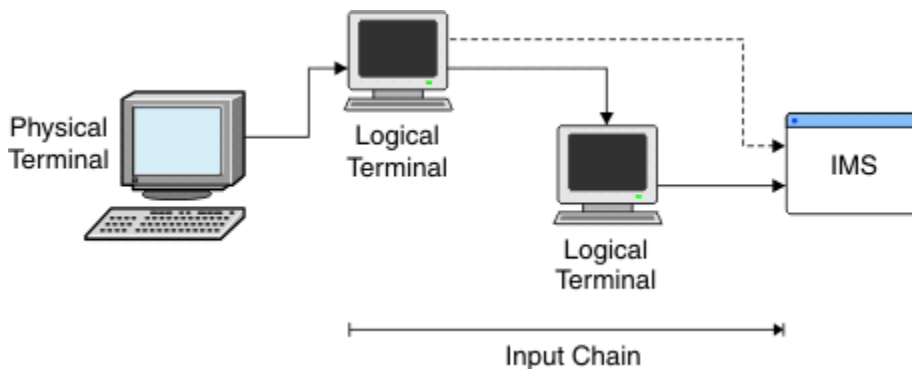 Physical
Terminal
Logical
Terminal
Logical
Terminal
IMS
Input Chain